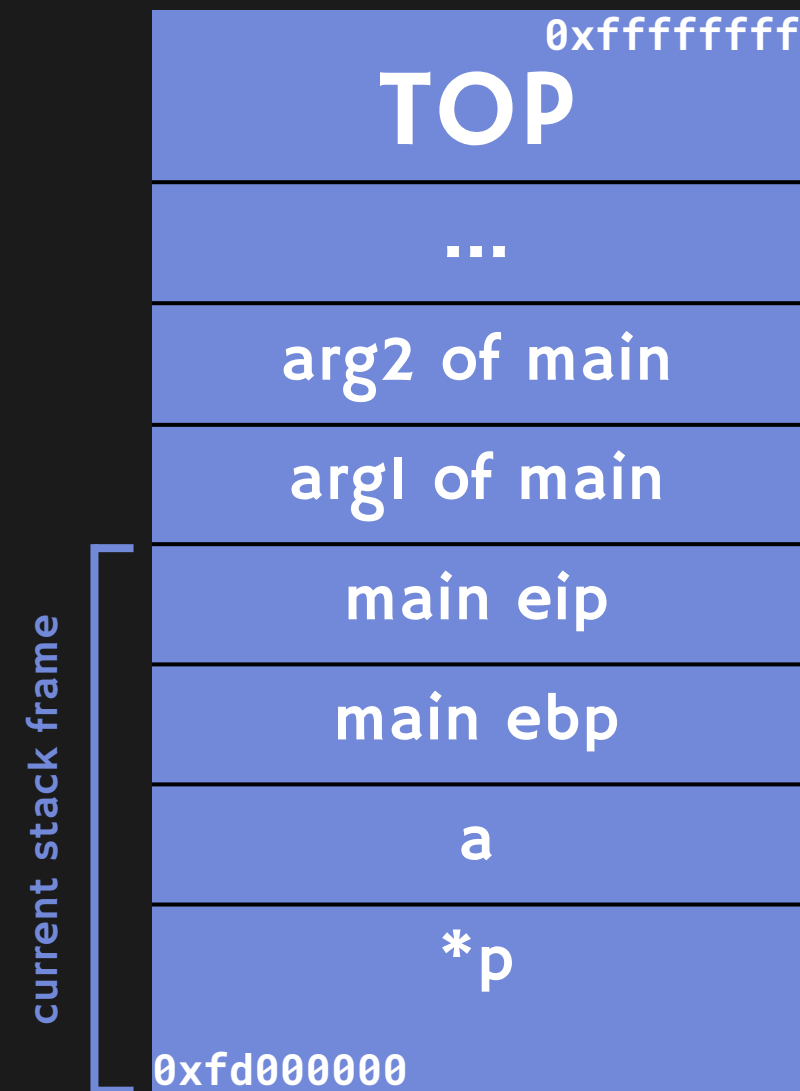 0xffffffff
TOP
...
arg2 of main
arg1 of main
main eip
main ebp
a
*p
0xfd000000
current stack frame